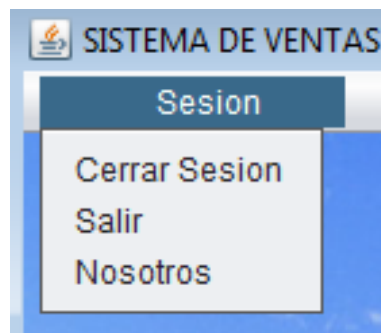 SISTEMA DE VENTAS
Sesion
Cerrar Sesion
Salir
Nosotros